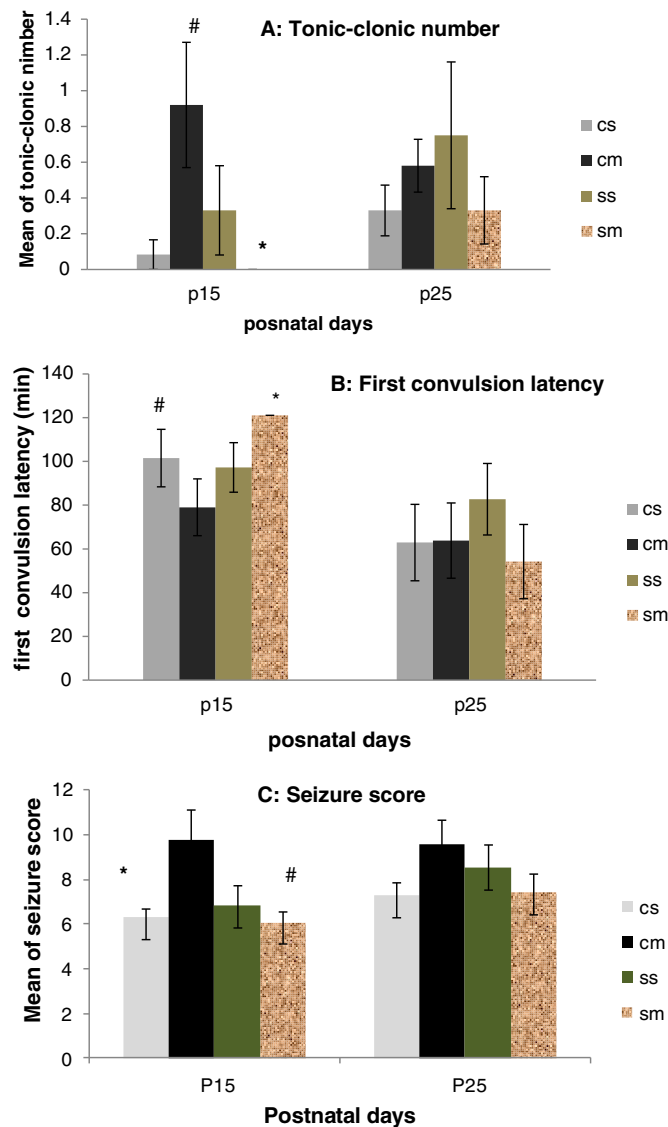 A: Tonic-clonic number
#
*
Mean of tonic-clonic nimber
1.4
1.2
1
0.8
0.6
0.4
0.2
0
p15
p25
posnatal days
cs
cm
ss
sm
B: First convulsion latency
#
*
first convulsion latency (min)
140
120
100
80
60
40
20
0
p15
p25
posnatal days
cs
cm
ss
sm
C: Seizure score
*
#
Mean of seizure score
12
10
8
6
4
2
0
P15
P25
Postnatal days
cs
cm
ss
sm